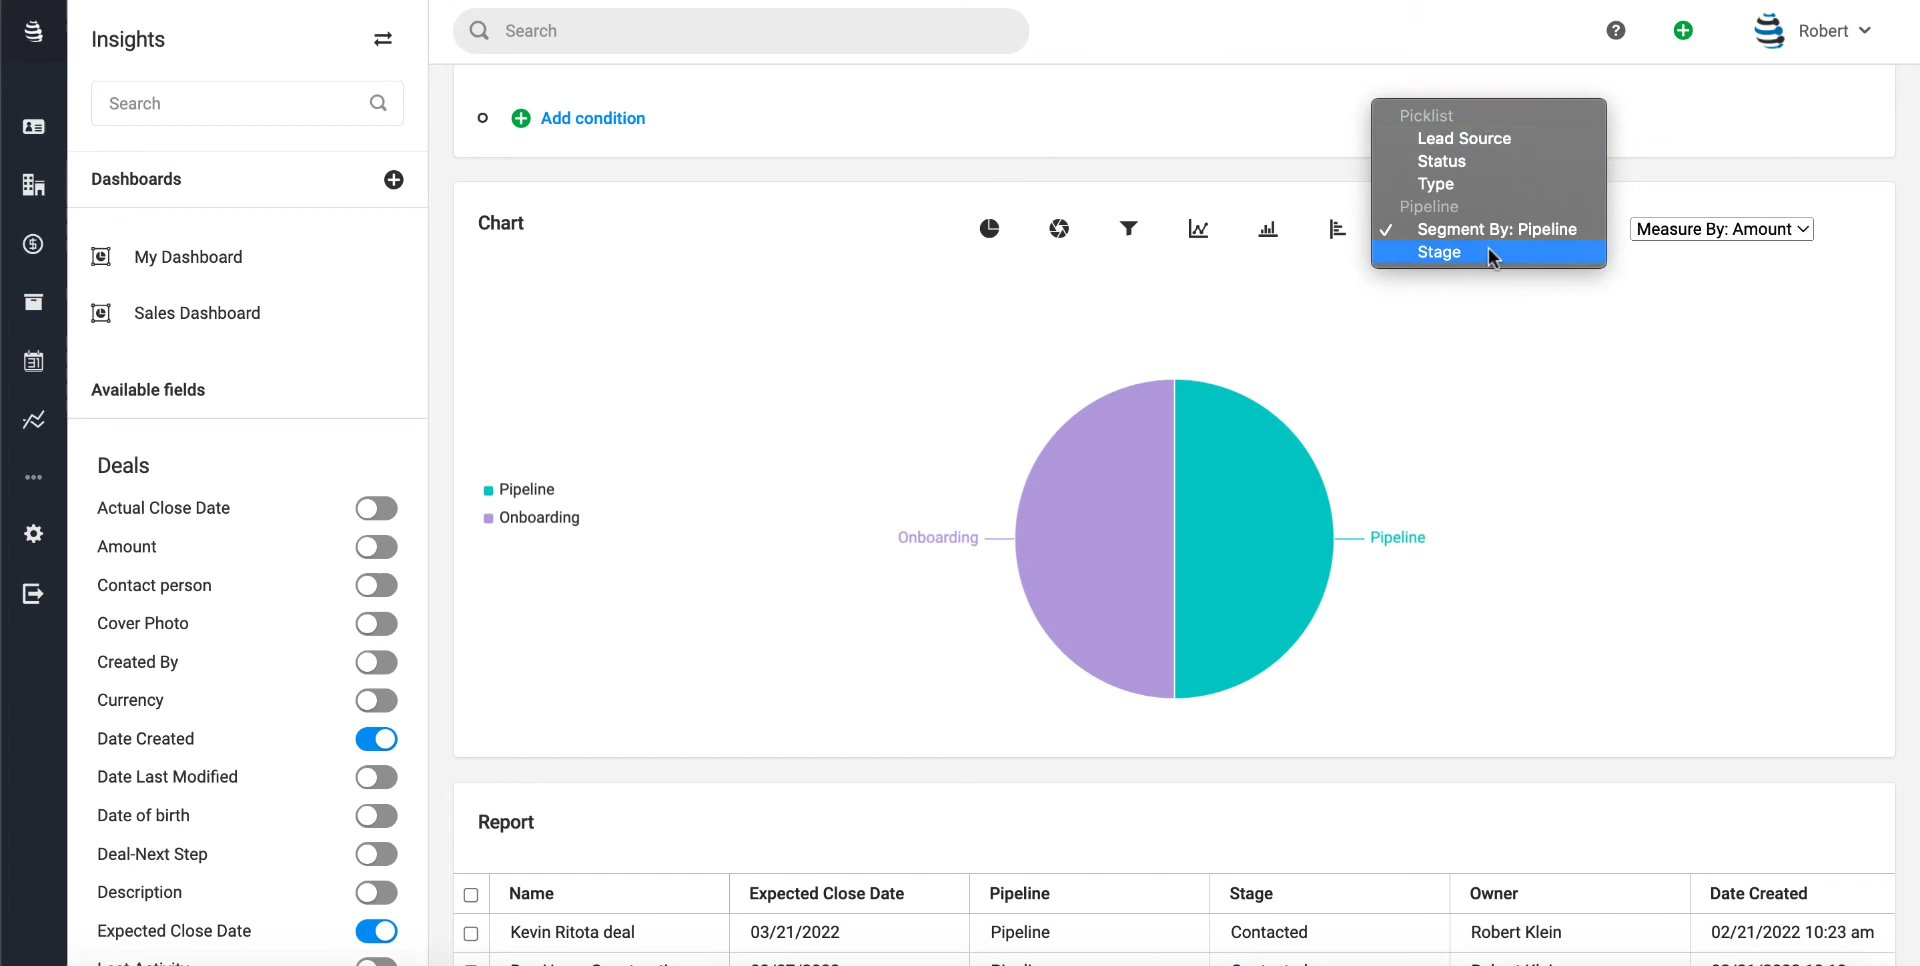 Insights
Search
Robert
Search
Dashboards
My Dashboard
Sales Dashboard
Available fields
Deals
Actual Close Date
Amount
Contact person
Cover Photo
Created By
Currency
Date Created
Date Last Modified
Date of birth
Deal-Next Step
Description
Expected Close Date
Add condition
Chart
Picklist
Lead Source
Status
Type
Pipeline
Segment By: Pipeline
Stage
Measure By: Amount
Pipeline
Onboarding
Onboarding
Pipeline
Report
Name Expected Close Date Pipeline Stage Owner Date Created
Kevin Ritota deal 03/21/2022 Pipeline Contacted Robert Klein 02/21/2022 10:23 am
31